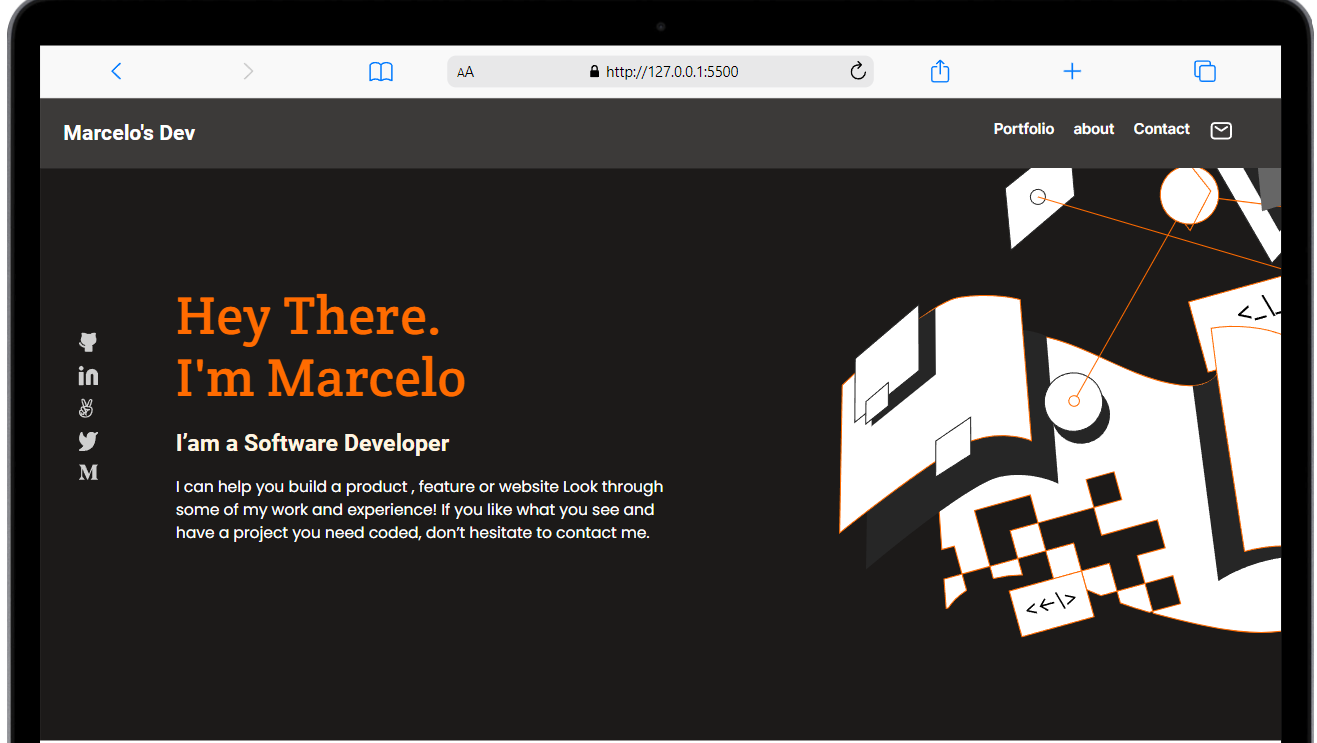 AA
http://127.0.0.1:5500
Marcelo's Dev
Portfolio about Contact
Hey There.
I'm Marcelo
I’am a Software Developer
I can help you build a product , feature or website Look through
some of my work and experience! If you like what you see and
have a project you need coded, don’t hesitate to contact me.
in
M
<_\
<←|>